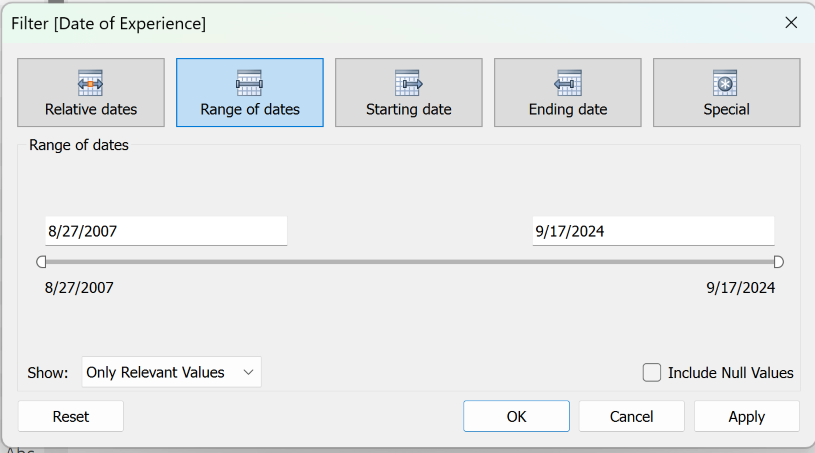 Filter [Date of Experience]
Relative dates
Range of dates
Starting date
Ending date
Special
Range of dates
8/27/2007
9/17/2024
8/27/2007
9/17/2024
Show:
Only Relevant Values
Include Null Values
Reset
OK
Cancel
Apply